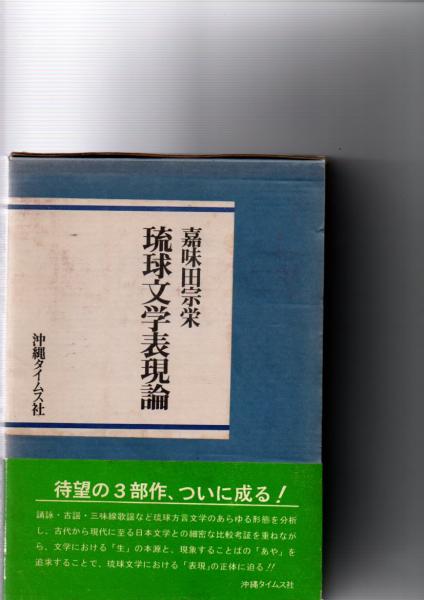 嘉味田宗栄
琉球文学表現論
沖縄タイムス社
待望の3部作、ついに成る!
誦詠・古謡・三味線歌謡など琉球方言文学のあらゆる形態を分析
し、古代から現代に至る日本文学との細密な比較考証を重ねなが
ら、文学における「生」の本源と、現象することばの「あや」を
追求することで、琉球文学における「表現」の正体に迫る!!
沖縄タイムス社